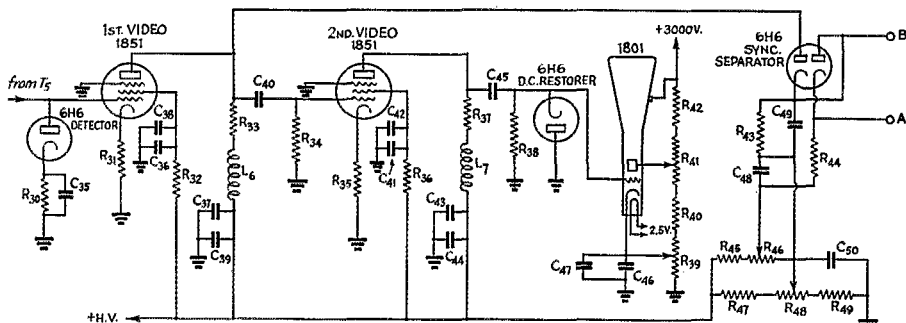 1ST. VIDEO
1851
from T5
6H6
DETECTOR
R30
C35
R31
C38
C36
R32
R33
L6
C37
C39
C40
R34
2ND. VIDEO
1851
R35
C42
C41
R36
R37
L7
C43
C44
C45
R38
6H6
D.C. RESTORER
1801
2.5V.
C47
C46
+3000V.
R42
R41
R40
R39
6H6
SYNC.
SEPARATOR
B
A
C49
R43
C48
R44
R45
R46
C50
R47
R48
R49
+H.V.